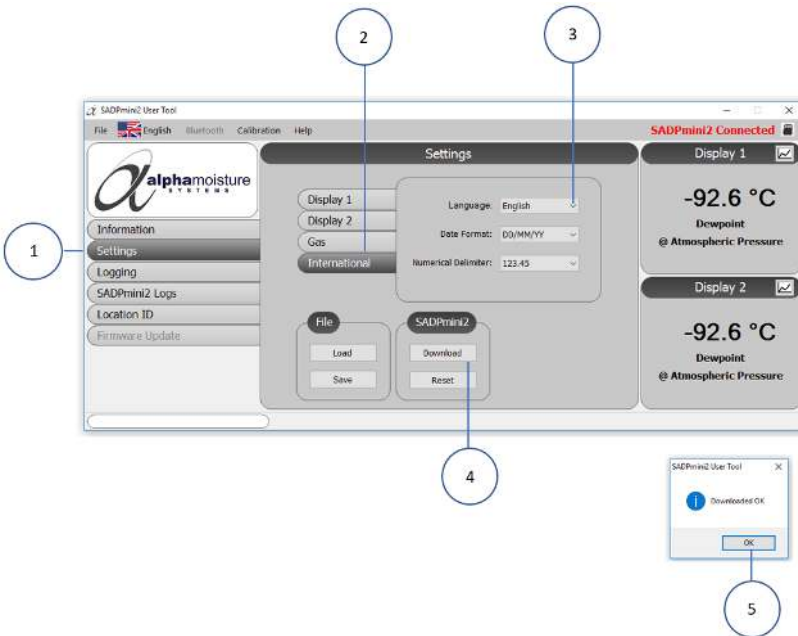 2
3
SADPmini2 User Tool
File English Bluetooth Calibration Help
SADPmini2 Connected
alphamoisture
SYSTEMS
Settings
Display 1
-92.6 °C
Dewpoint
@ Atmospheric Pressure
Display 2
-92.6 °C
Dewpoint
@ Atmospheric Pressure
1
Information
Settings
Logging
SADPmini2 Logs
Location ID
Firmware Update
Display 1
Display 2
Gas
International
Language: English
Date Format: DD/MM/YY
Numerical Delimiter: 123.45
File
Load
Save
SADPmini2
Download
Reset
4
SADPmini2 User Tool
Downloaded OK
OK
5